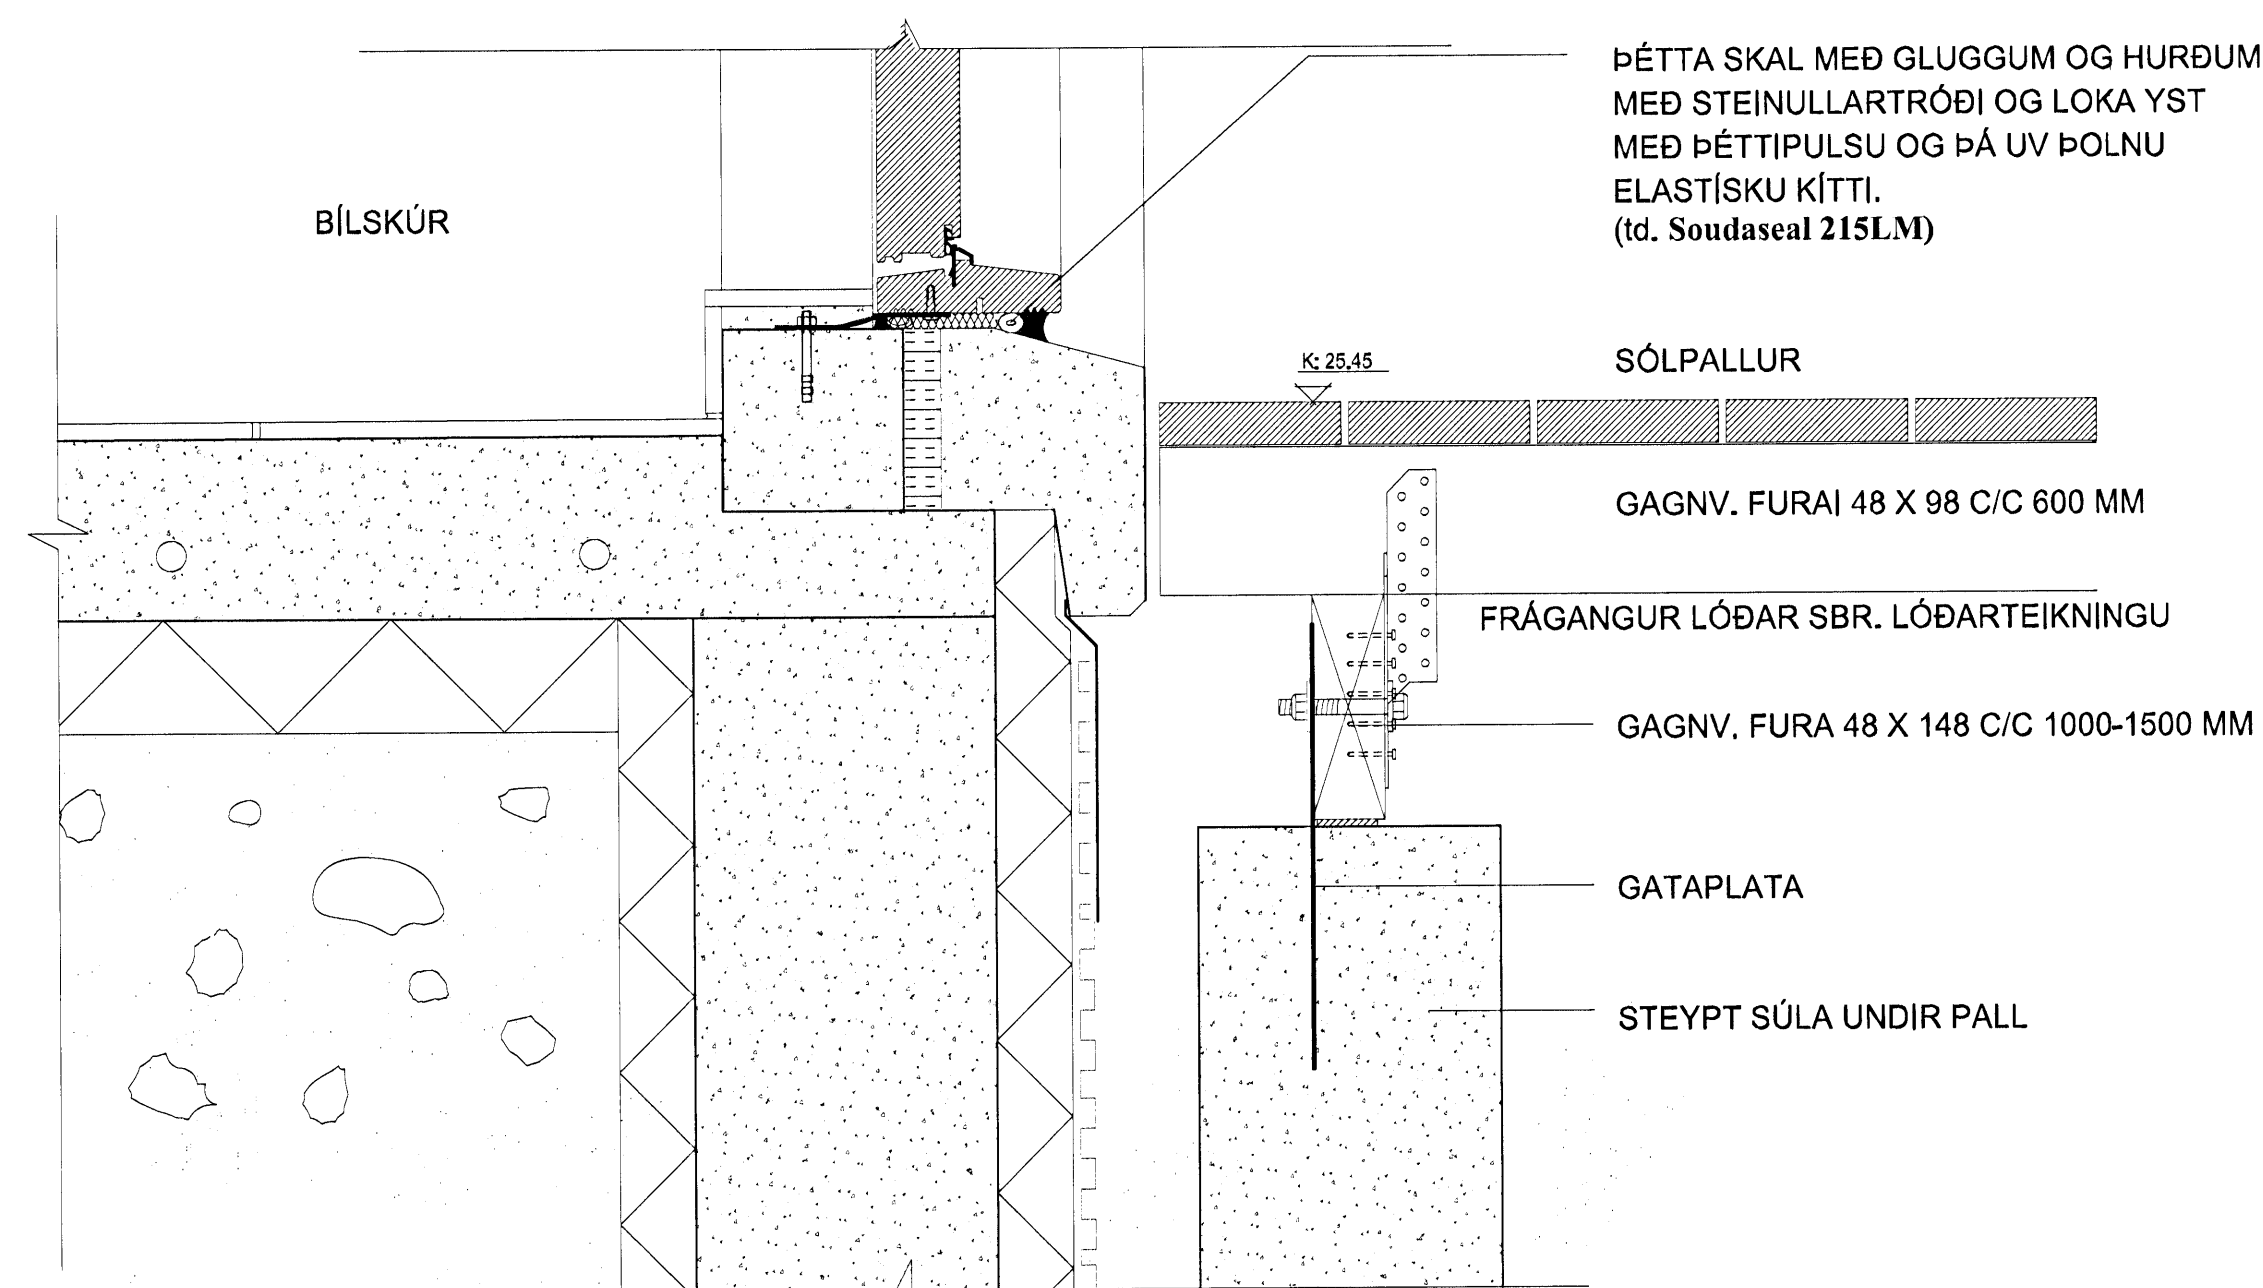 ÞÉTTA SKAL MEÐ GLUGGUM OG HURÐUM
MEÐ STEINULLARTRÓÐI OG LOKA YST
MEÐ ÞÉTTIPULSU OG ÞÁ UV ÞOLNU
ELASTÍSKU KÍTTI.
(td. Soudaseal 215LM)
BÍLSKÚR
K: 25.45
SÓLPALLUR
GAGNV. FURAI 48 X 98 C/C 600 MM
FRÁGANGUR LÓÐAR SBR. LÓÐARTEIKNINGU
GAGNV. FURA 48 X 148 C/C 1000-1500 MM
GATAPLATA
STEYPT SÚLA UNDIR PALL